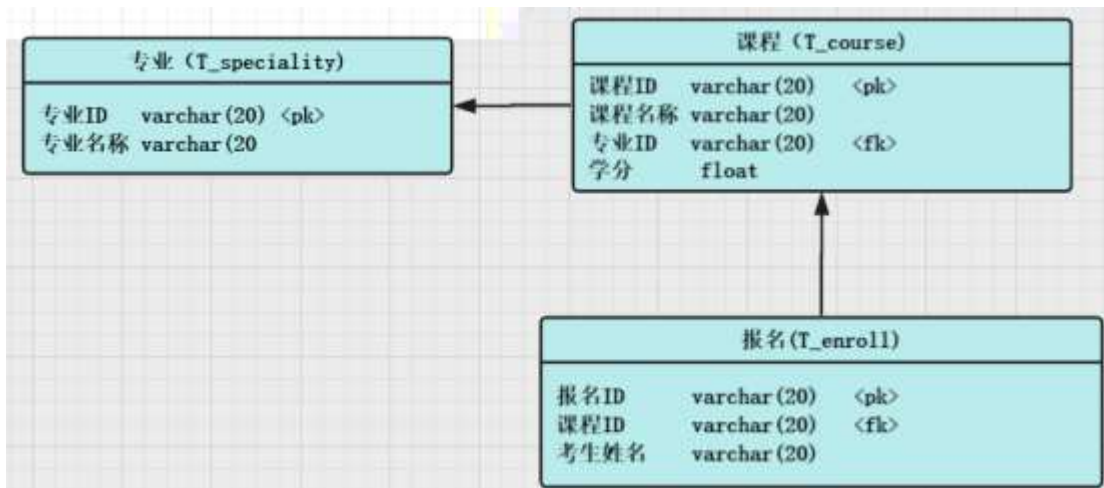 专业（T_speciality)
专业ID varchar(20) <pk>
专业名称 varchar(20
课程（T_course)
课程ID varchar(20) <pk>
课程名称 varchar(20)
专业ID varchar(20) <fk>
学分 float
报名(T_enroll)
报名ID varchar(20) <pk>
课程ID varchar(20) <fk>
考生姓名 varchar(20)